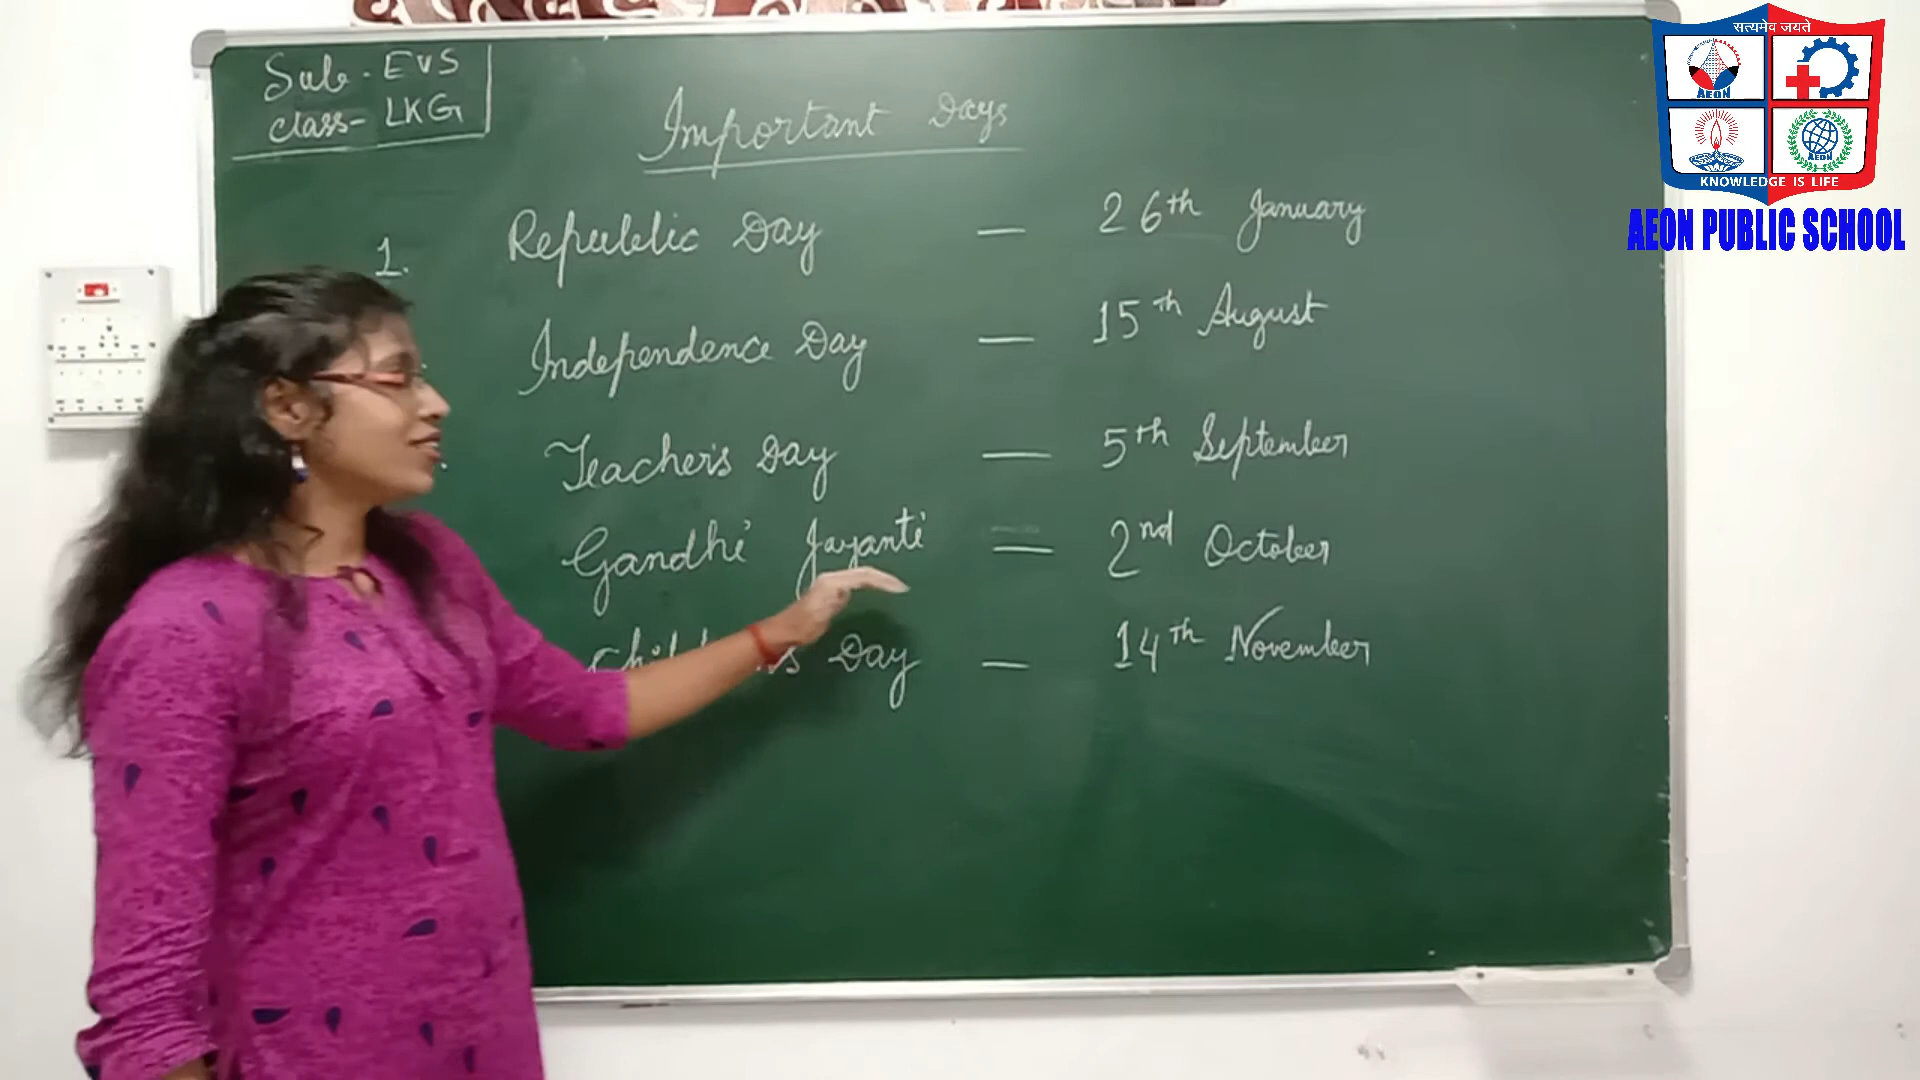 Sub - EVS
Class - LKG
Important Days
1. Republic Day — 26th January
Independence Day — 15th August
Teacher's Day — 5th September
Gandhi Jayanti — 2nd October
Day — 14th November
सत्यमेव जयते
AEON
AEON
KNOWLEDGE IS LIFE
AEON PUBLIC SCHOOL